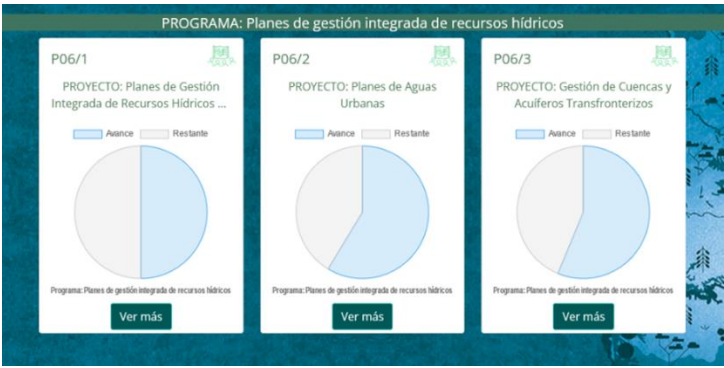 PROGRAMA: Planes de gestión integrada de recursos hídricos
P06/1
PROYECTO: Planes de Gestión
Integrada de Recursos Hídricos ...
Avance Restante
Programa: Planes de gestión integrada de recursos hídricos
Ver más
P06/2
PROYECTO: Planes de Aguas
Urbanas
Avance Restante
Programa: Planes de gestión integrada de recursos hídricos
Ver más
P06/3
PROYECTO: Gestión de Cuencas y
Acuíferos Transfronterizos
Avance Restante
Programa: Planes de gestión integrada de recursos hídricos
Ver más